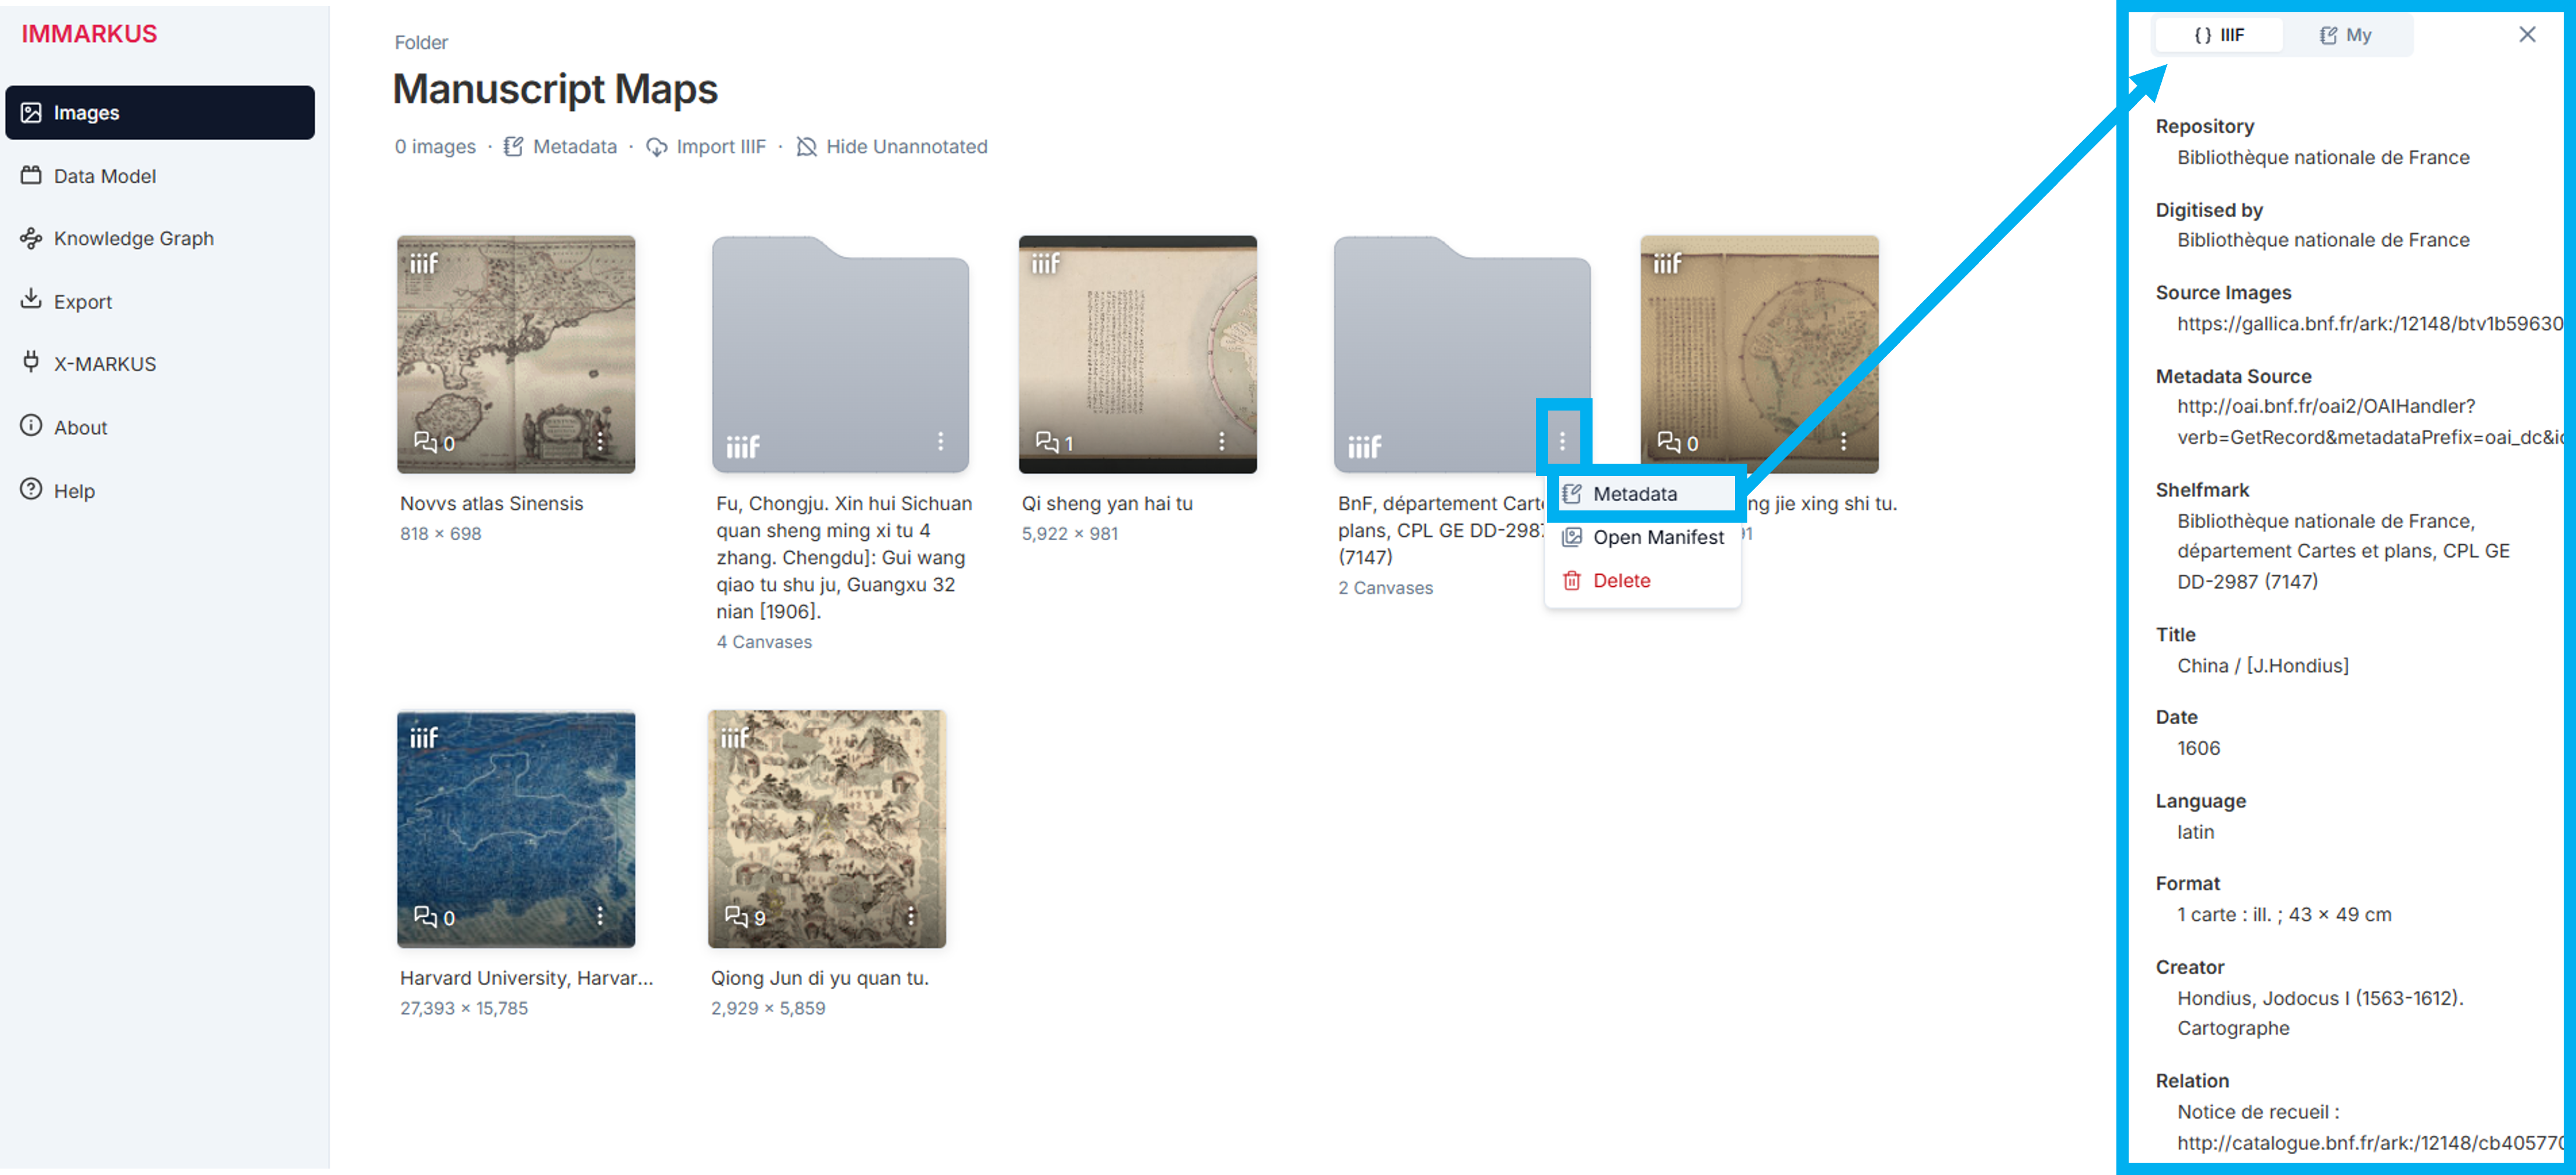 IMMARKUS
Images
Data Model
Knowledge Graph
Export
X-MARKUS
About
Help
Folder
Manuscript Maps
0 images · Metadata · Import IIIF · Hide Unannotated
iiif
0
Novvs atlas Sinensis
818 × 698
iiif
Fu, Chongju. Xin hui Sichuan
quan sheng ming xi tu 4
zhang. Chengdu]: Gui wang
qiao tu shu ju, Guangxu 32
nian [1906].
4 Canvases
iiif
1
Qi sheng yan hai tu
5,922 × 981
iiif
BnF, département Cart
plans, CPL GE DD-298
(7147)
2 Canvases
Metadata
Open Manifest
Delete
iiif
0
ng jie xing shi tu.
91
iiif
0
Harvard University, Harvar...
27,393 × 15,785
iiif
9
Qiong Jun di yu quan tu.
2,929 × 5,859
{ } IIIF
My
Repository
Bibliothèque nationale de France
Digitised by
Bibliothèque nationale de France
Source Images
https://gallica.bnf.fr/ark:/12148/btv1b59630
Metadata Source
http://oai.bnf.fr/oai2/OAIHandler?
verb=GetRecord&metadataPrefix=oai_dc&ic
Shelfmark
Bibliothèque nationale de France,
département Cartes et plans, CPL GE
DD-2987 (7147)
Title
China / [J.Hondius]
Date
1606
Language
latin
Format
1 carte : ill. ; 43 × 49 cm
Creator
Hondius, Jodocus I (1563-1612).
Cartographe
Relation
Notice de recueil :
http://catalogue.bnf.fr/ark:/12148/cb405770